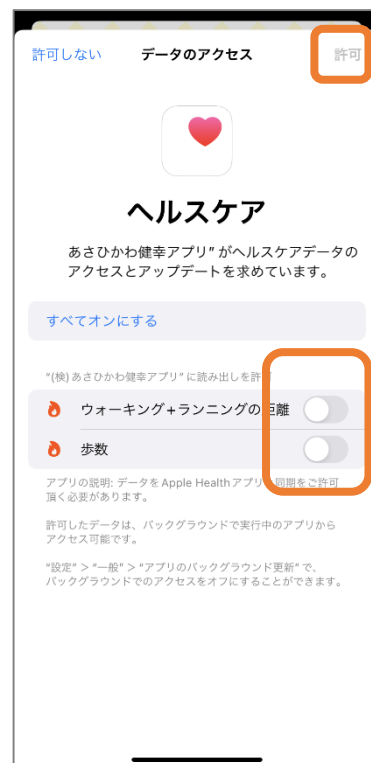 許可しない データのアクセス 許可
ヘルスケア
あさひかわ健幸アプリ" がヘルスケアデータの
アクセスとアップデートを求めています。
すべてオンにする
"(検)あさひかわ健幸アプリ" に読み出しを許可
ウォーキング+ランニングの距離
歩数
アプリの説明: データを Apple Health アプリ 同期をご許可
頂く必要があります。
許可したデータは、バックグラウンドで実行中のアプリから
アクセス可能です。
"設定" > "一般" > "アプリのバックグラウンド更新" で、
バックグラウンドでのアクセスをオフにすることができます。